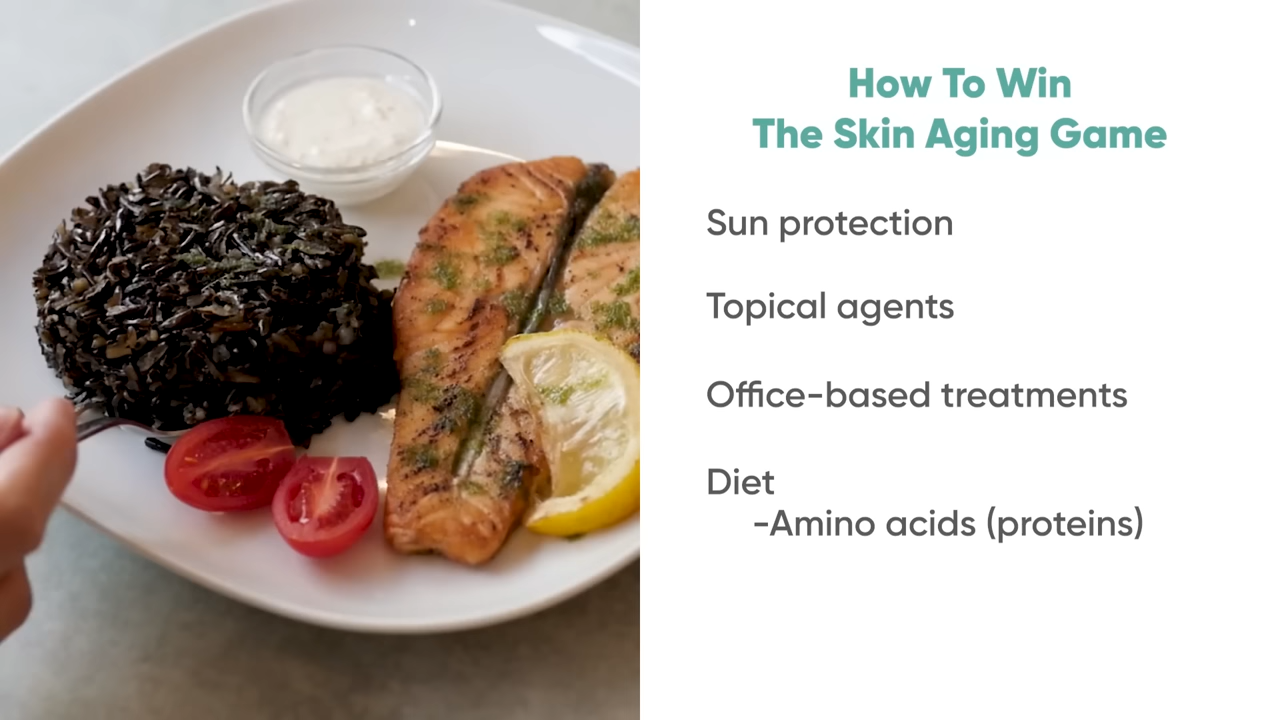 How To Win
The Skin Aging Game
Sun protection
Topical agents
Office-based treatments
Diet
-Amino acids (proteins)